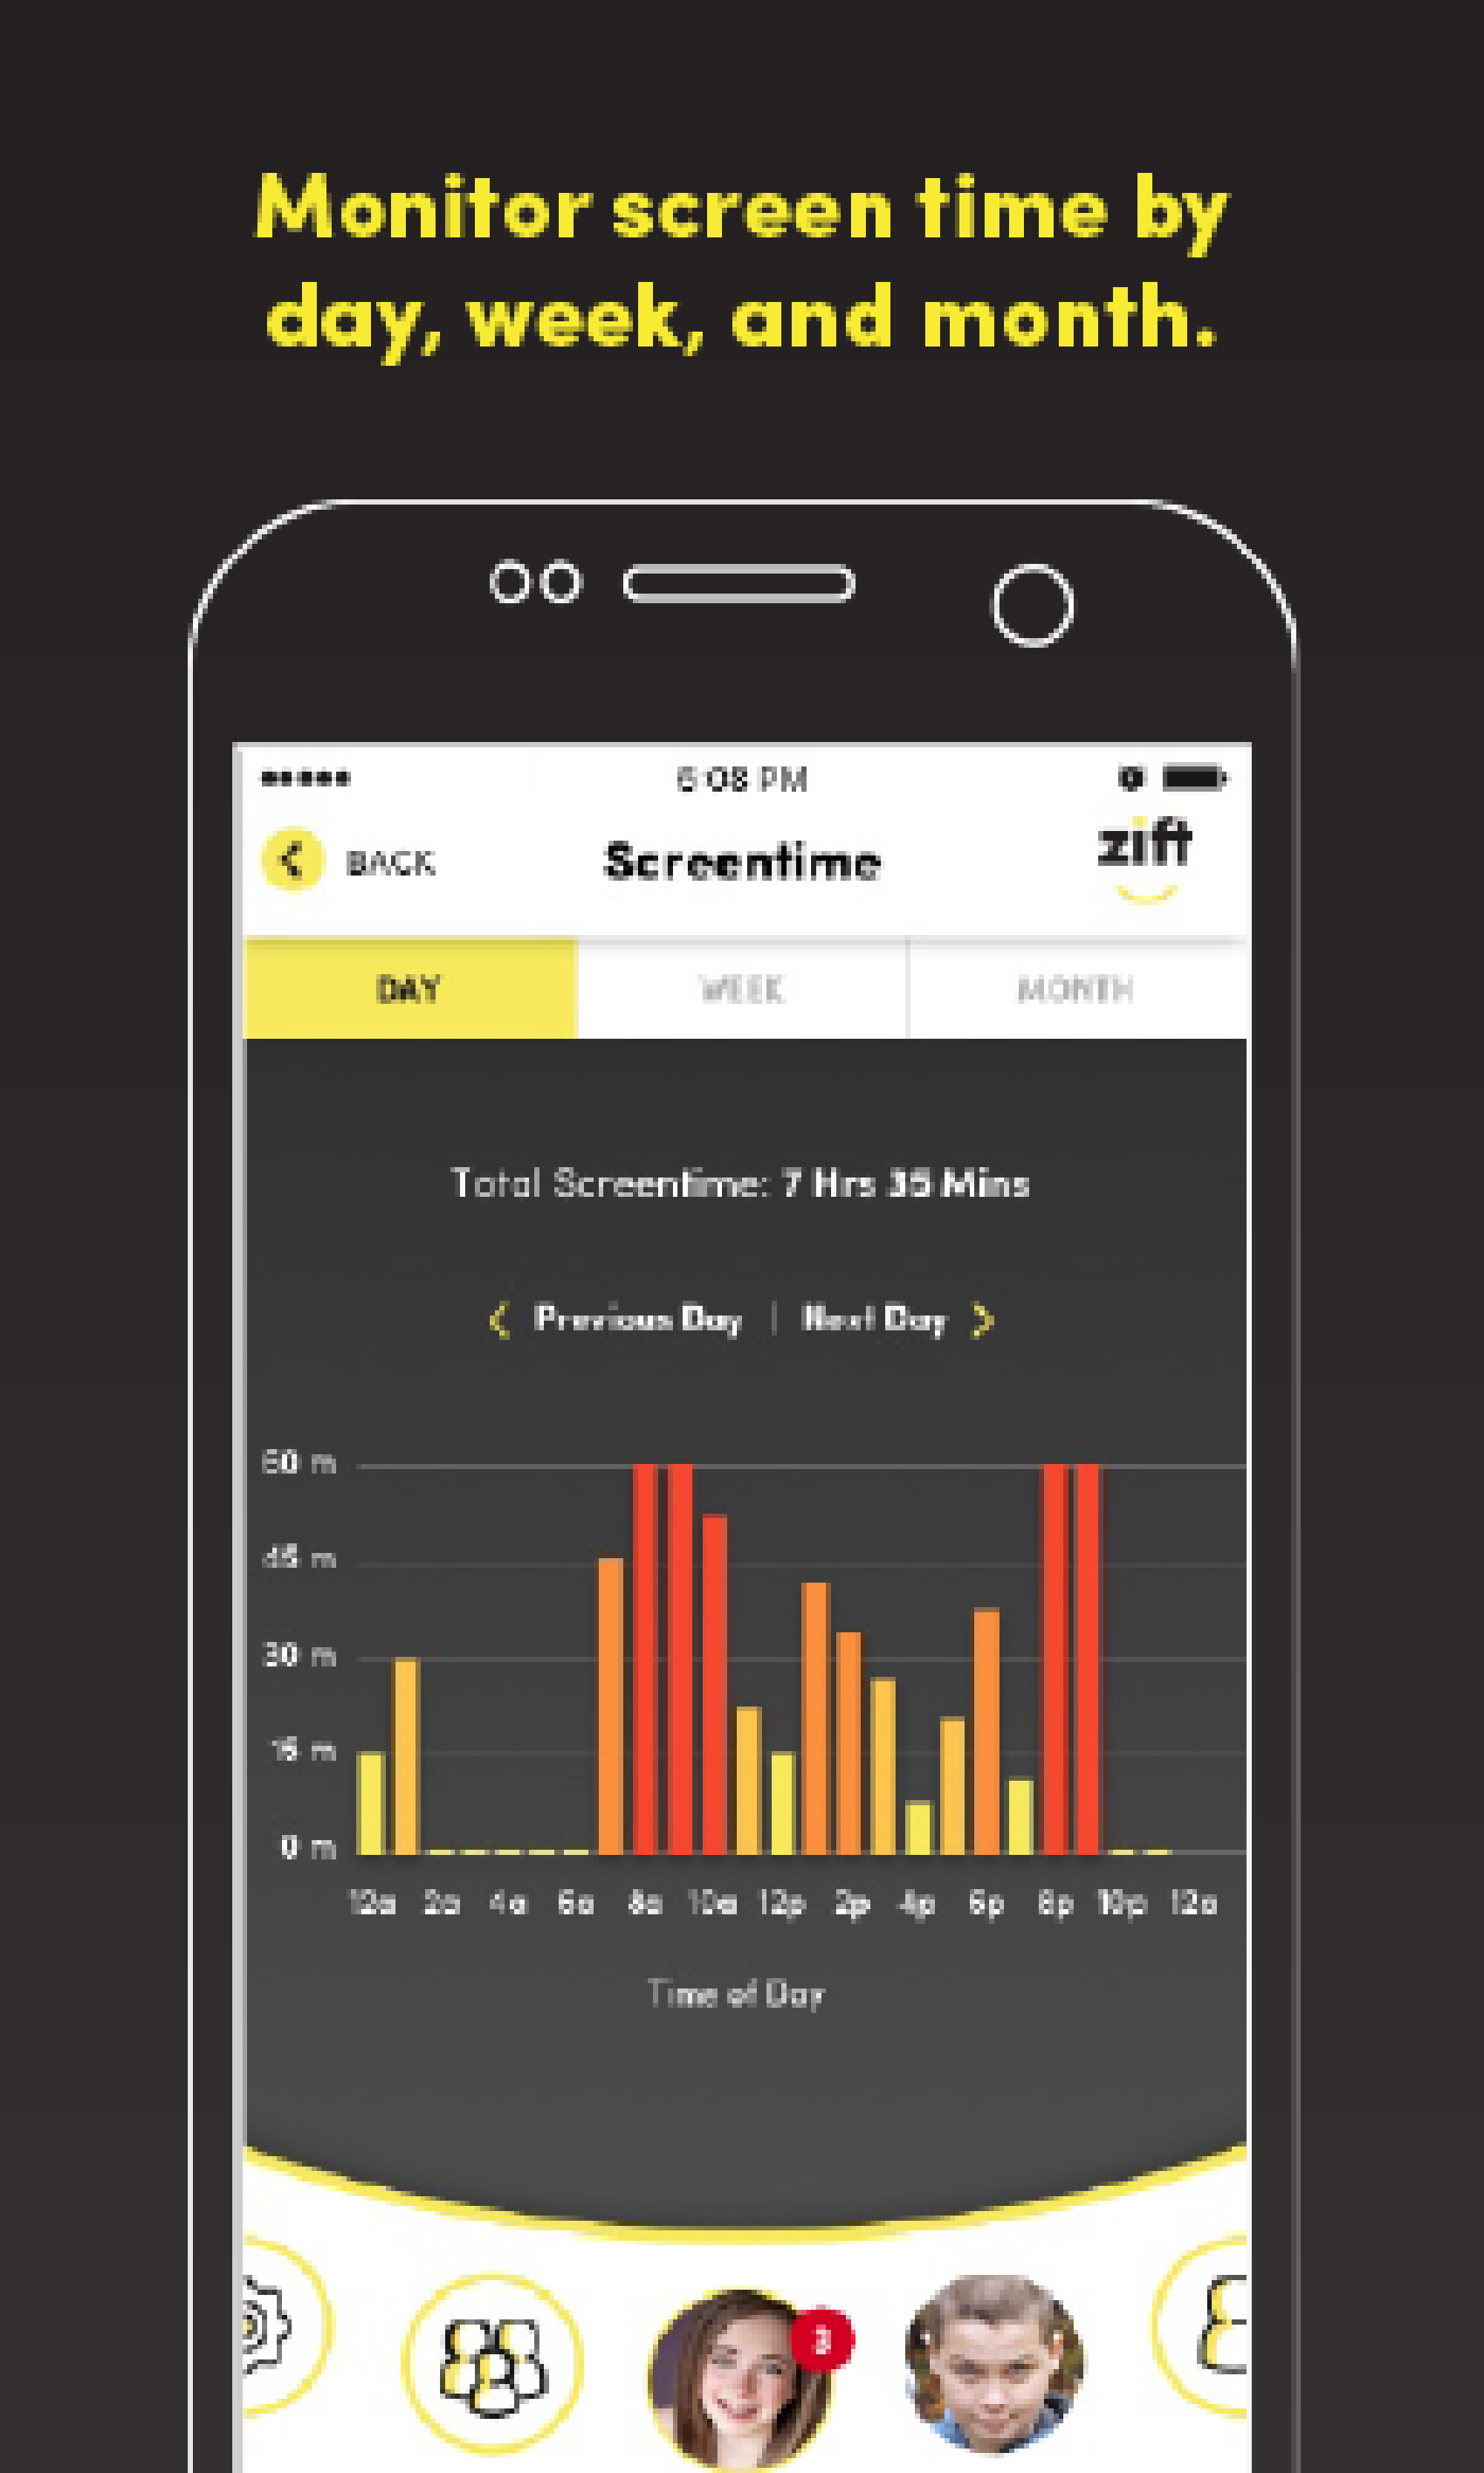 Monitor screen time by
day, week, and month.
6:08 PM
BACK
Screentime
zift
DAY
WEEK
MONTH
Total Screentime: 7 Hrs 35 Mins
Previous Day | Next Day
60 m
45 m
30 m
15 m
0 m
12a 2a 4a 6a 8a 10a 12p 2p 4p 6p 8p 10p 12a
Time of Day
3